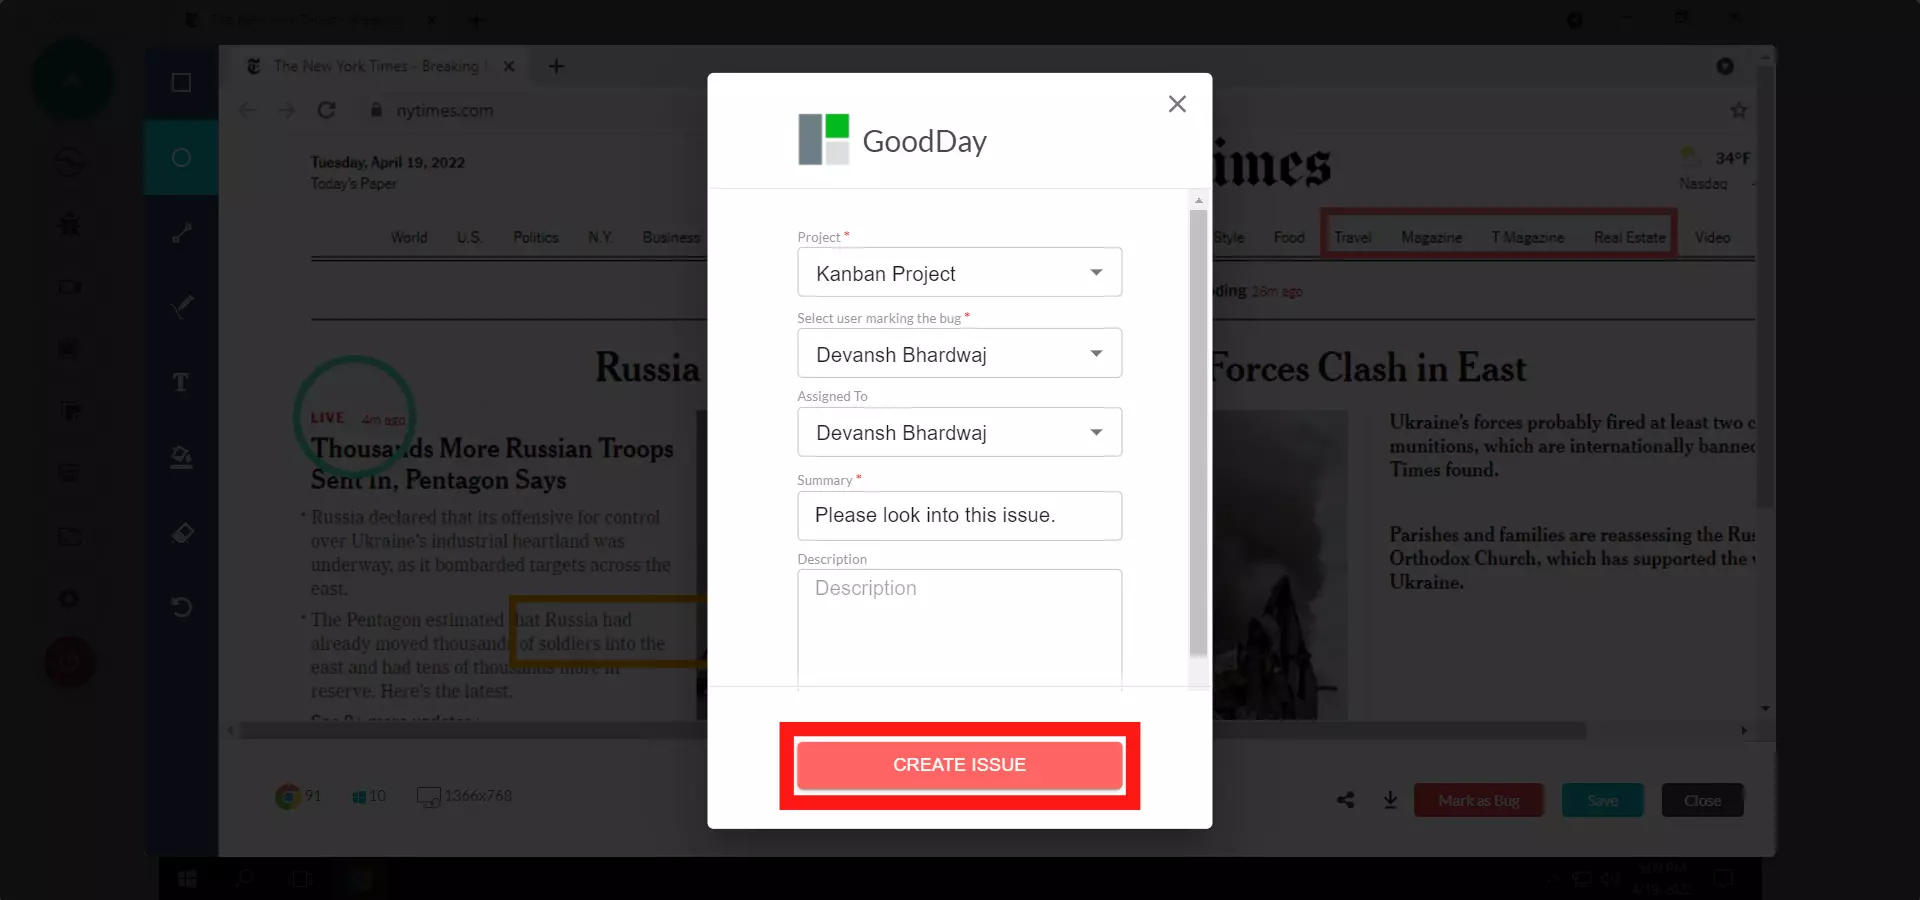 The New York Times - Breaking
nytimes.com
Tuesday, April 19, 2022
Today's Paper
imes
34°F
Nasdaq
World U.S. Politics N.Y. Business
Style Food Travel Magazine T Magazine Real Estate Video
ding 28m ago
Russia
Forces Clash in East
LIVE 4m ago
Thousands More Russian Troops
Sent In, Pentagon Says
Russia declared that its offensive for control
over Ukraine's industrial heartland was
underway, as it bombarded targets across the
east.
The Pentagon estimated that Russia had
already moved thousands of soldiers into the
east and had tens of thousands more in
reserve. Here's the latest.
Ukraine's forces probably fired at least two c
munitions, which are internationally banned
Times found.
Parishes and families are reassessing the Rus
Orthodox Church, which has supported the
Ukraine.
GoodDay
Project *
Kanban Project
Select user marking the bug *
Devansh Bhardwaj
Assigned To
Devansh Bhardwaj
Summary *
Please look into this issue.
Description
Description
CREATE ISSUE
91 10 1366x768
Mark as Bug Save Close
T